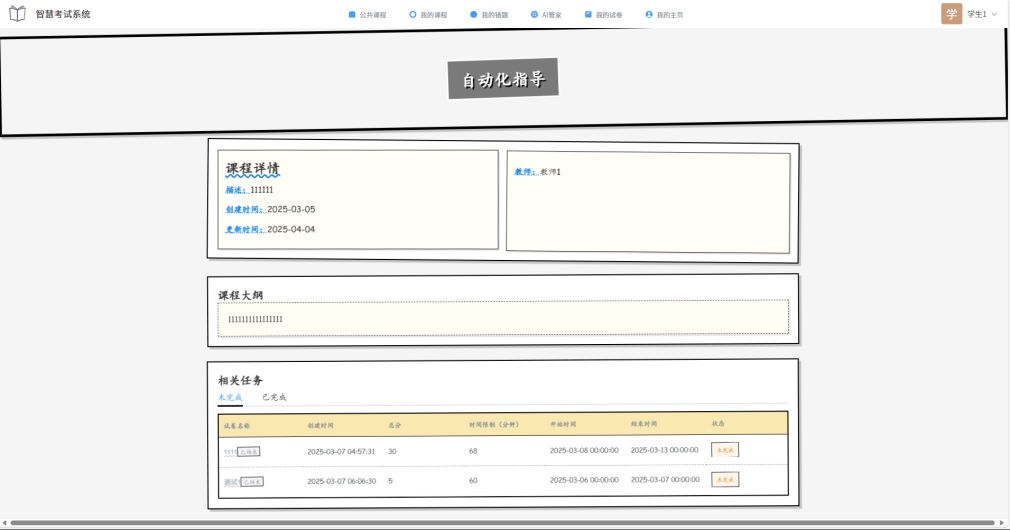 智慧考试系统
公共课程 我的课程 我的错题 AI管家 我的试卷 我的主页
学 学生1
自动化指导
课程详情
描述：111111
创建时间：2025-03-05
更新时间：2025-04-04
教师：教师1
课程大纲
1111111111111111
相关任务
未完成 已完成
试卷名称 创建时间 总分 时间限制（分钟） 开始时间 结束时间 状态
1111 已结束 2025-03-07 04:57:31 30 68 2025-03-08 00:00:00 2025-03-13 00:00:00 未完成
测试 已结束 2025-03-07 06:06:30 5 60 2025-03-06 00:00:00 2025-03-07 00:00:00 未完成